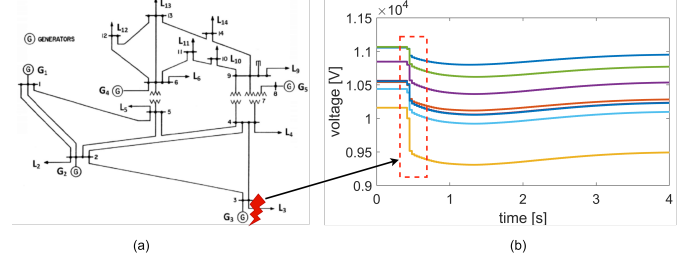 L13
13
L14
14
L12
12
L11
11
L10
10
GENERATORS
G
G1
G
1
9
L9
6
L6
G4
G
7
8
G
G5
L5
5
4
L4
L2
2
G2
G
3
L3
G3
G
(a)
×10^4
1.15
1.1
1.05
1
0.95
0.9
voltage [V]
0
1
2
3
4
time [s]
(b)